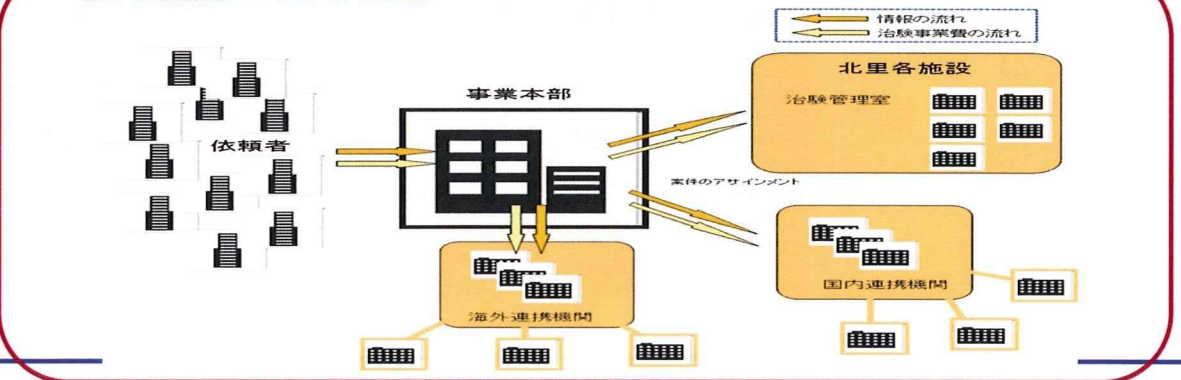 情報の流れ
治験事業費の流れ
北里各施設
治験管理室
事業本部
依頼者
案件のアサインメント
国内連携機関
海外連携機関